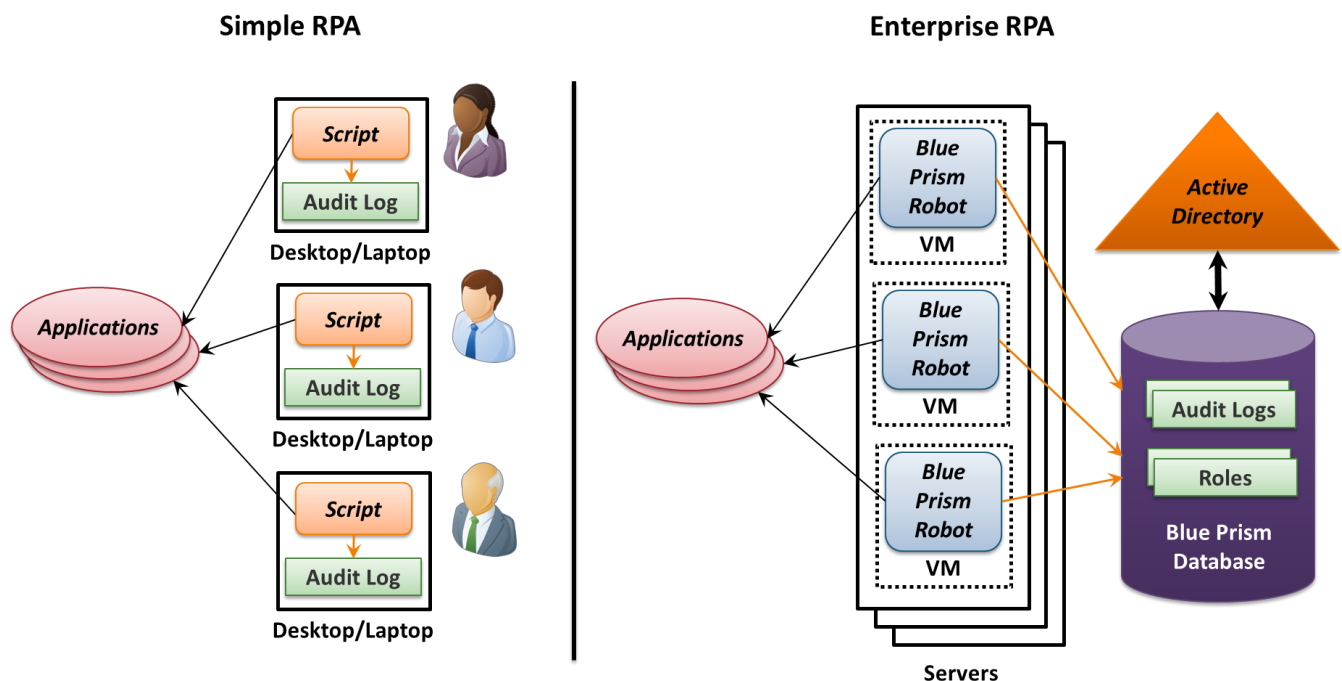 Simple RPA
Script
Audit Log
Desktop/Laptop
Script
Audit Log
Desktop/Laptop
Script
Audit Log
Desktop/Laptop
Applications
Enterprise RPA
Applications
Blue
Prism
Robot
VM
Blue
Prism
Robot
VM
Blue
Prism
Robot
VM
Servers
Active
Directory
Audit Logs
Roles
Blue Prism
Database